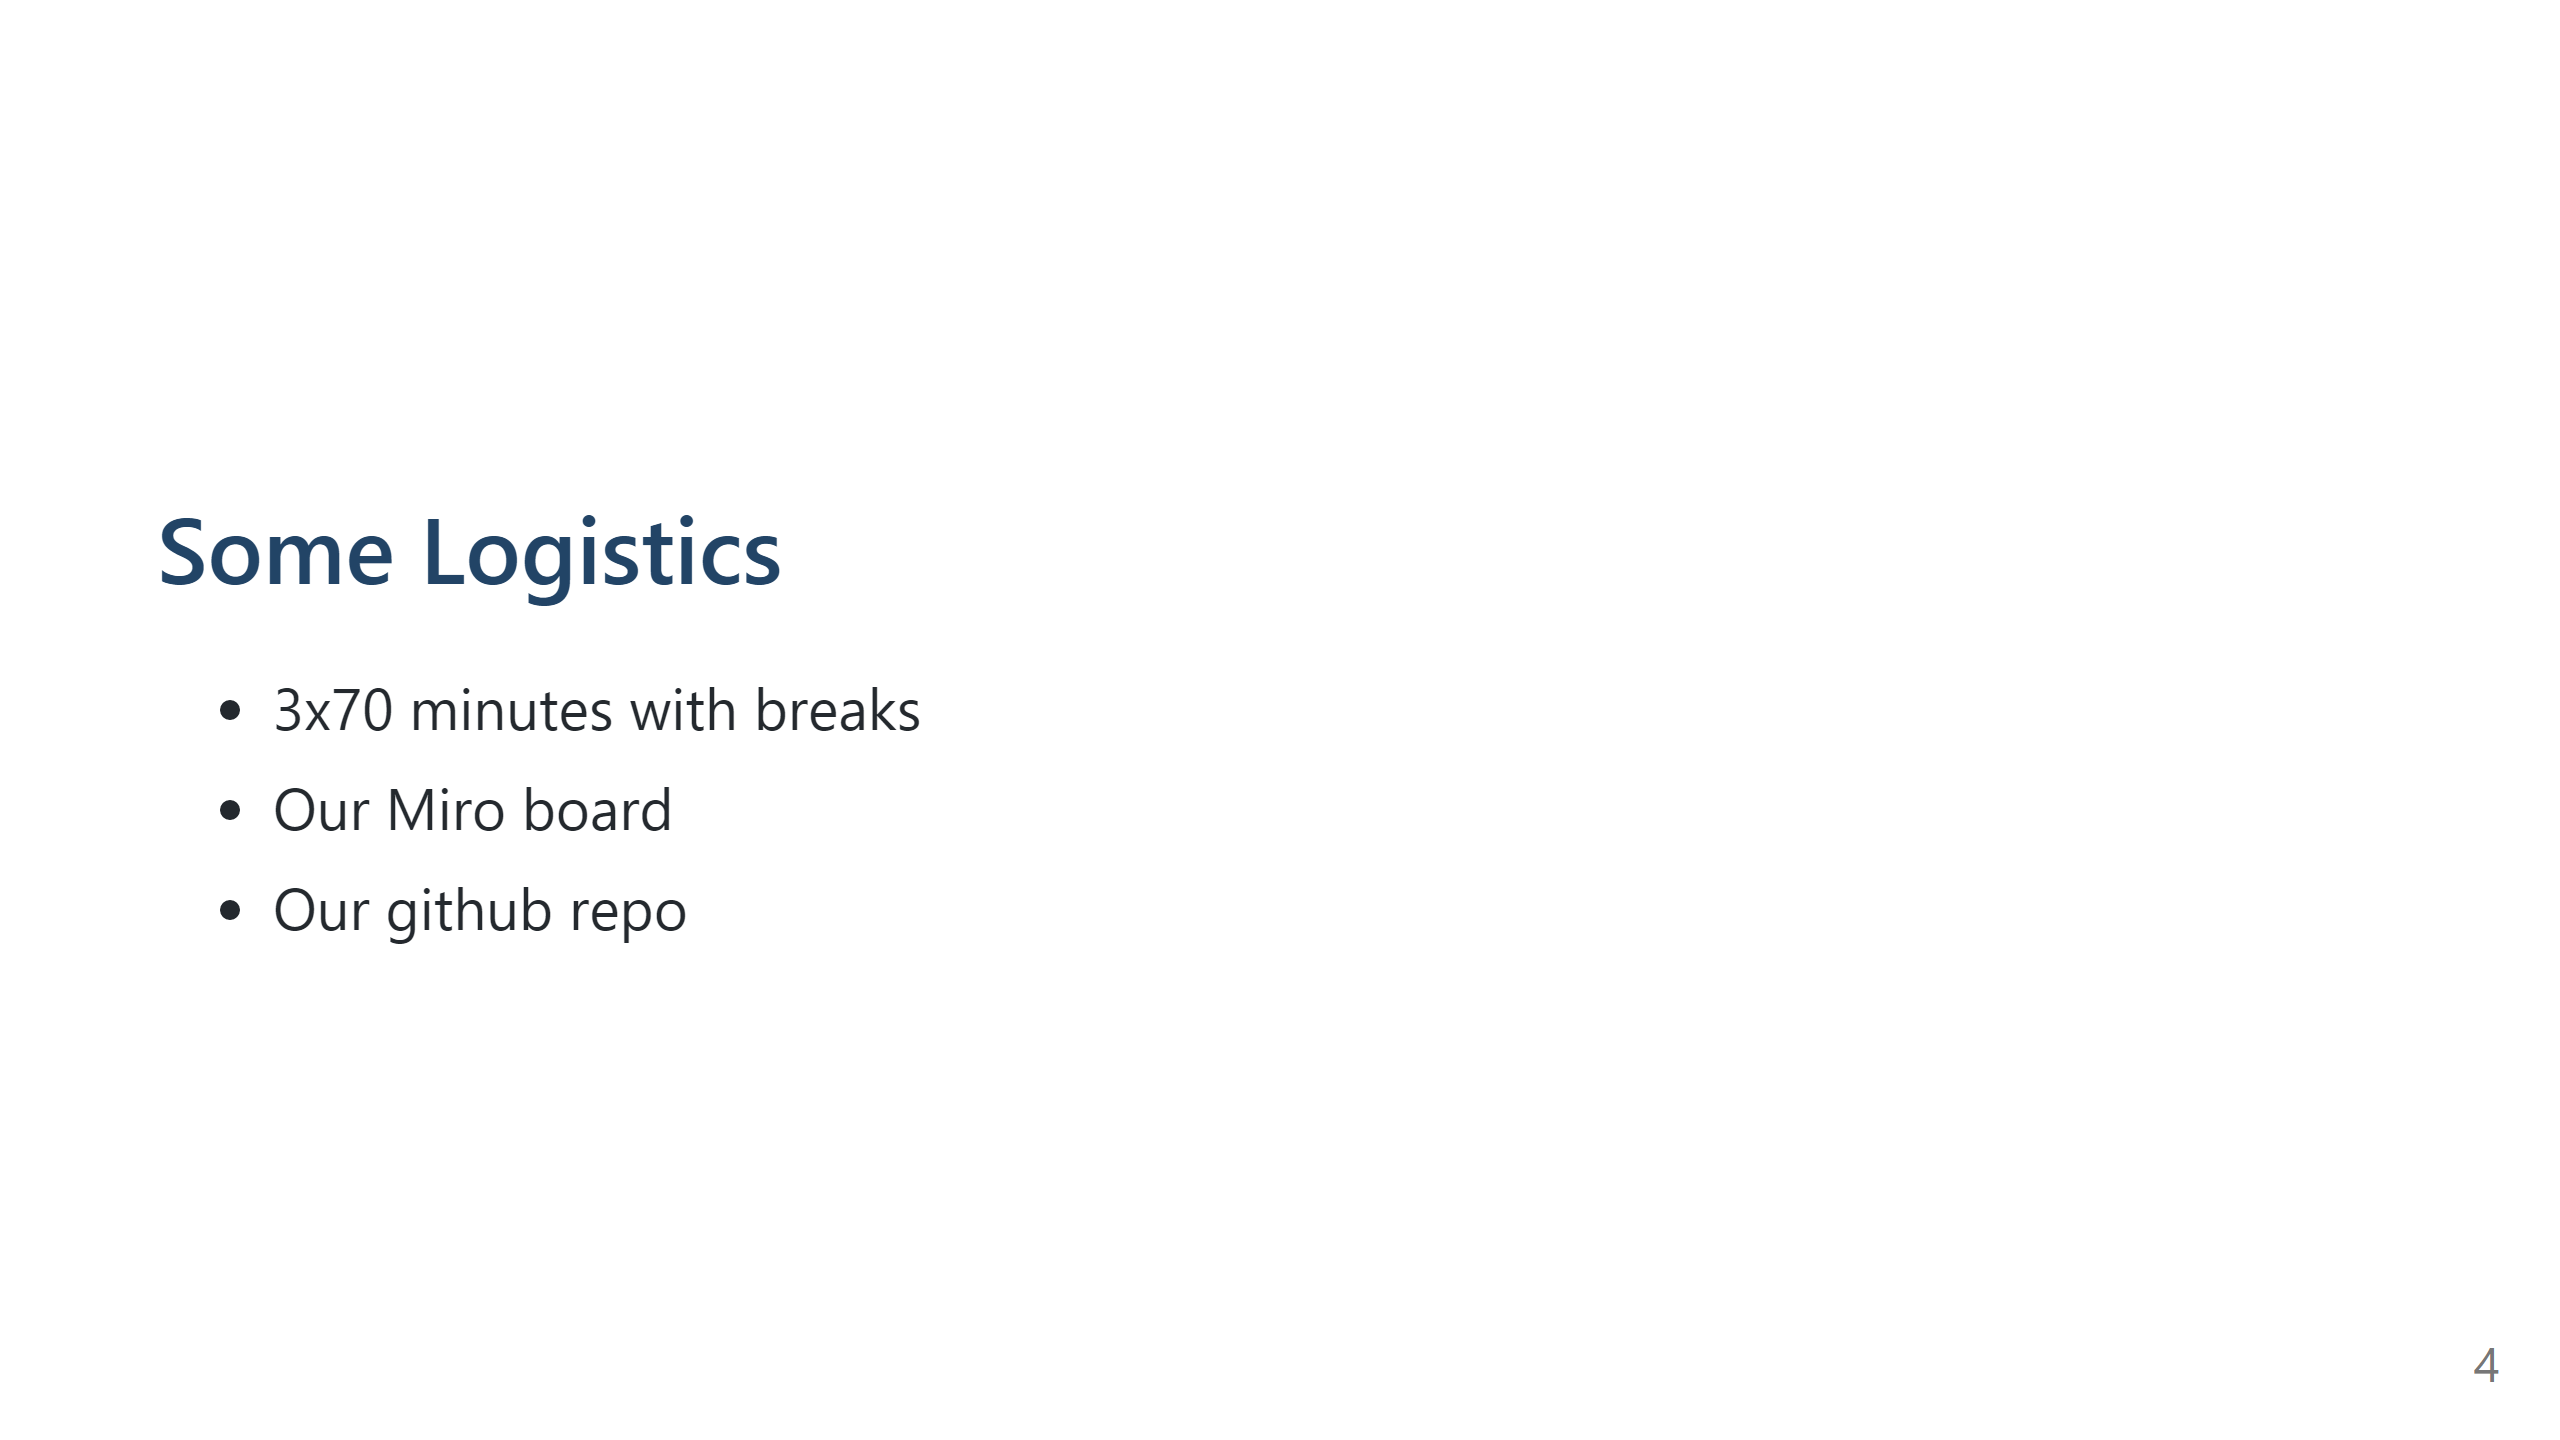 Some Logistics
• 3x70 minutes with breaks
• Our Miro board
• Our github repo
4